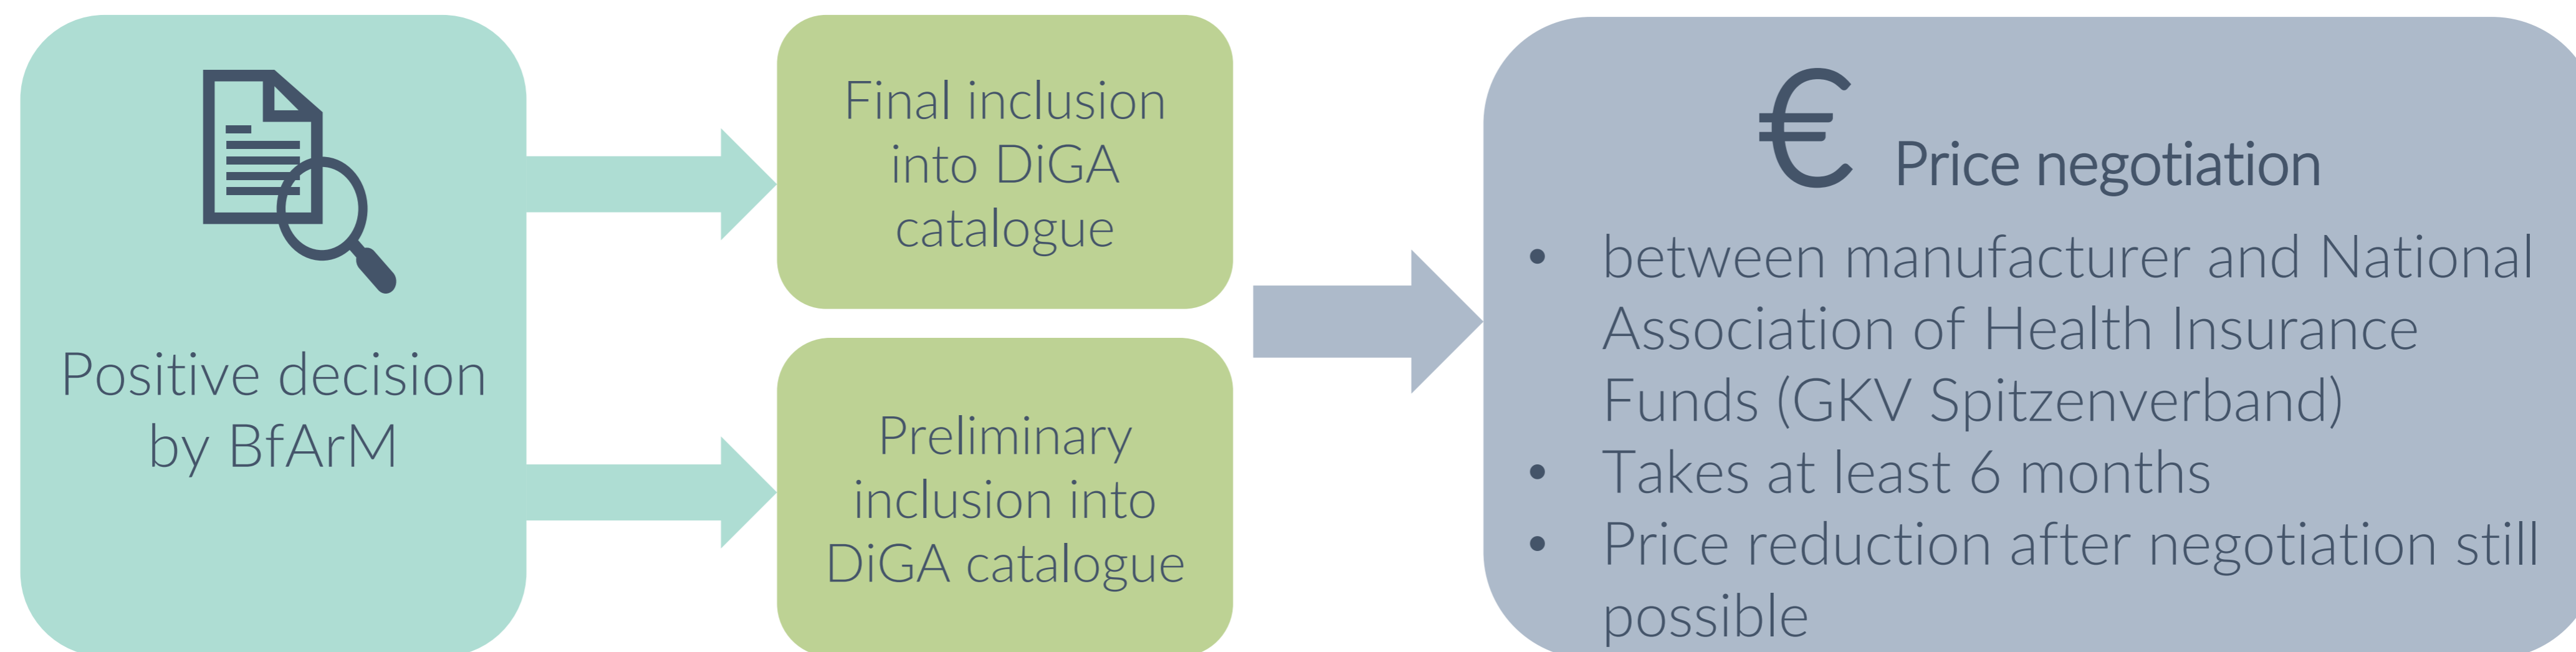 Positive decision
by BfArM
Final inclusion
into DiGA
catalogue
Preliminary
inclusion into
DiGA catalogue
€ Price negotiation
• between manufacturer and National
Association of Health Insurance
Funds (GKV Spitzenverband)
• Takes at least 6 months
• Price reduction after negotiation still
possible